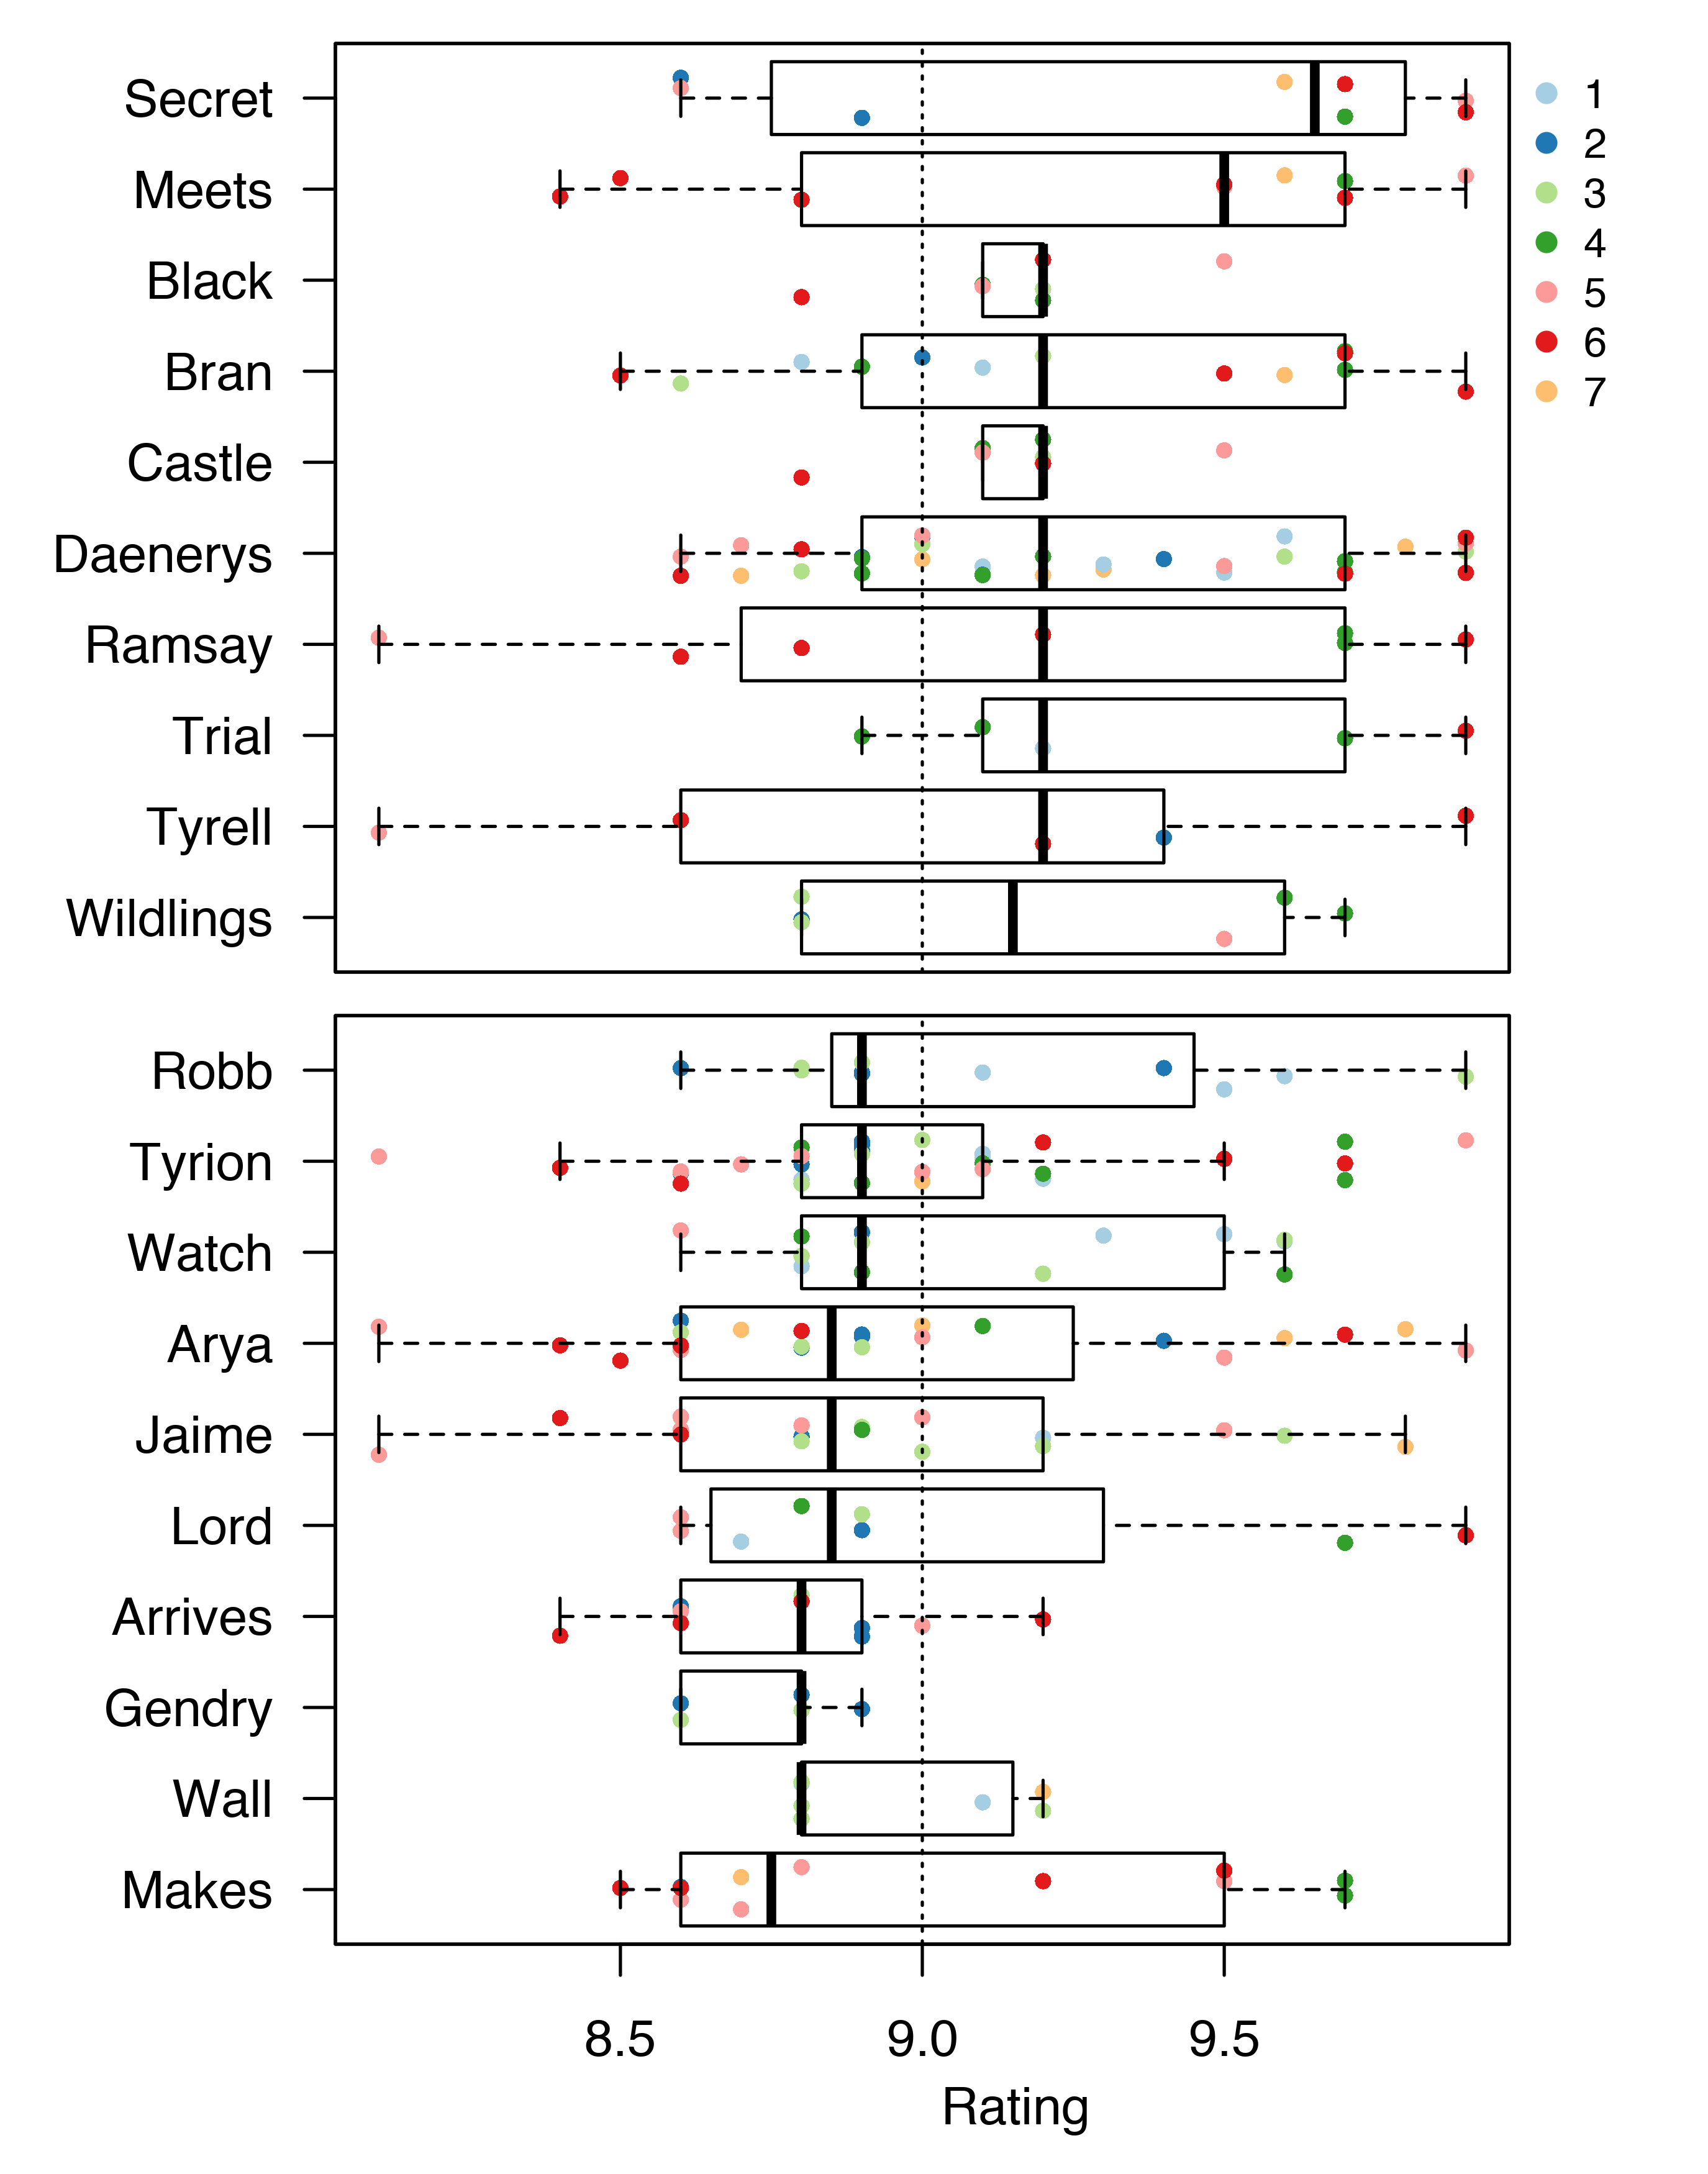 Secret
Meets
Black
Bran
Castle
Daenerys
Ramsay
Trial
Tyrell
Wildlings
1
2
3
4
5
6
7
Robb
Tyrion
Watch
Arya
Jaime
Lord
Arrives
Gendry
Wall
Makes
8.5 9.0 9.5
Rating